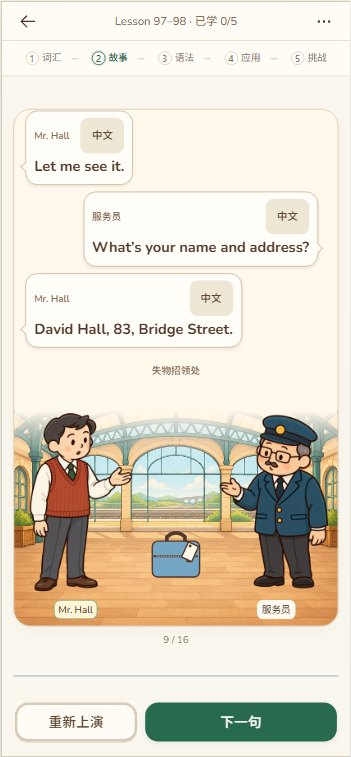 Lesson 97–98 · 已学 0/5
1 词汇 – 2 故事 – 3 语法 – 4 应用 – 5 挑战
Mr. Hall 中文
Let me see it.
服务员 中文
What's your name and address?
Mr. Hall 中文
David Hall, 83, Bridge Street.
失物招领处
Mr. Hall 服务员
9 / 16
重新上演 下一句